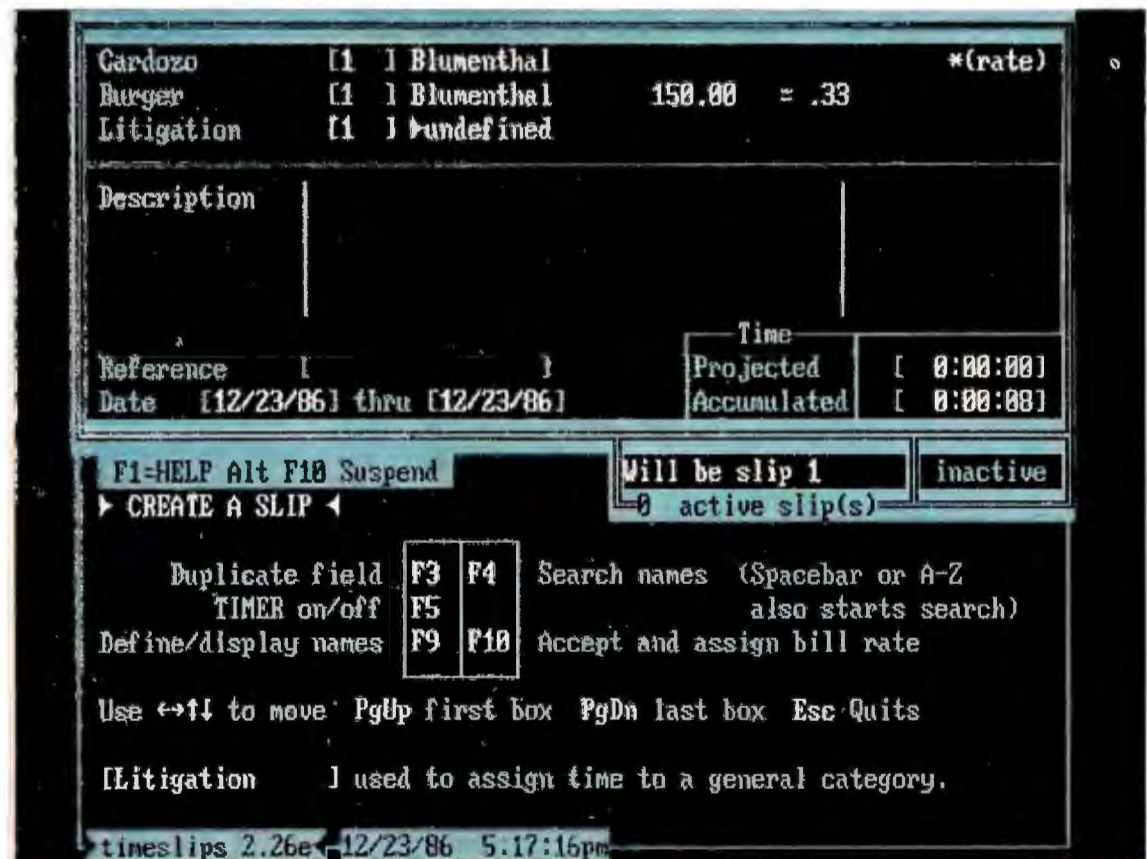 Cardozo [1 ] Blumenthal *(rate)
Burger [1 ] Blumenthal 150.00 = .33
Litigation [1 ] ▶undefined
Description
Time
Reference [ ] Projected [ 0:00:00]
Date [12/23/86] thru [12/23/86] Accumulated [ 0:00:08]
F1=HELP Alt F10 Suspend Will be slip 1 inactive
▶ CREATE A SLIP ◀ 0 active slip(s)
Duplicate field F3 F4 Search names (Spacebar or A-Z
TIMER on/off F5 also starts search)
Define/display names F9 F10 Accept and assign bill rate
Use ↔↑↓ to move PgUp first box PgDn last box Esc Quits
[Litigation ] used to assign time to a general category.
▶timeslips 2.26e◀ 12/23/86 5:17:16pm